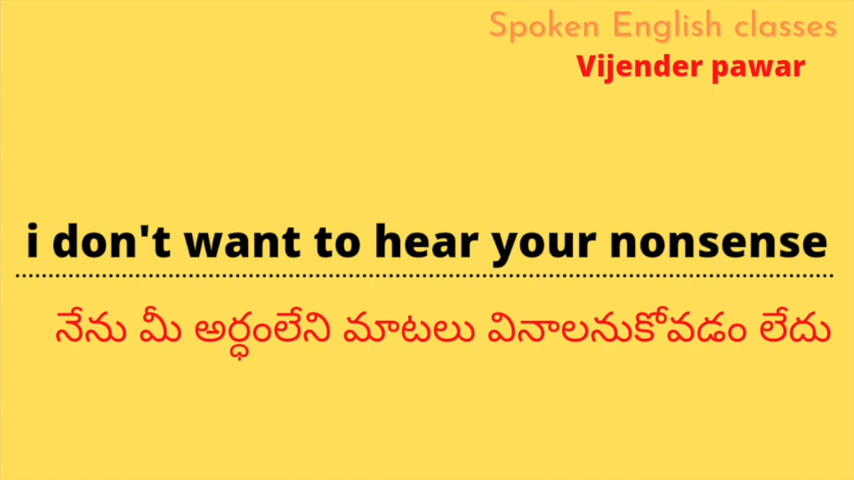 Spoken English classes
Vijender pawar
i don't want to hear your nonsense
నేను మీ అర్ధంలేని మాటలు వినాలనుకోవడం లేదు